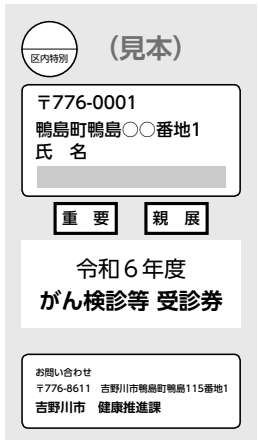 区内特別
（見本）
〒776-0001
鴨島町鴨島○○番地1
氏　名
重　要
親　展
令和６年度
がん検診等 受診券
お問い合わせ
〒776-8611　吉野川市鴨島町鴨島115番地1
吉野川市　健康推進課